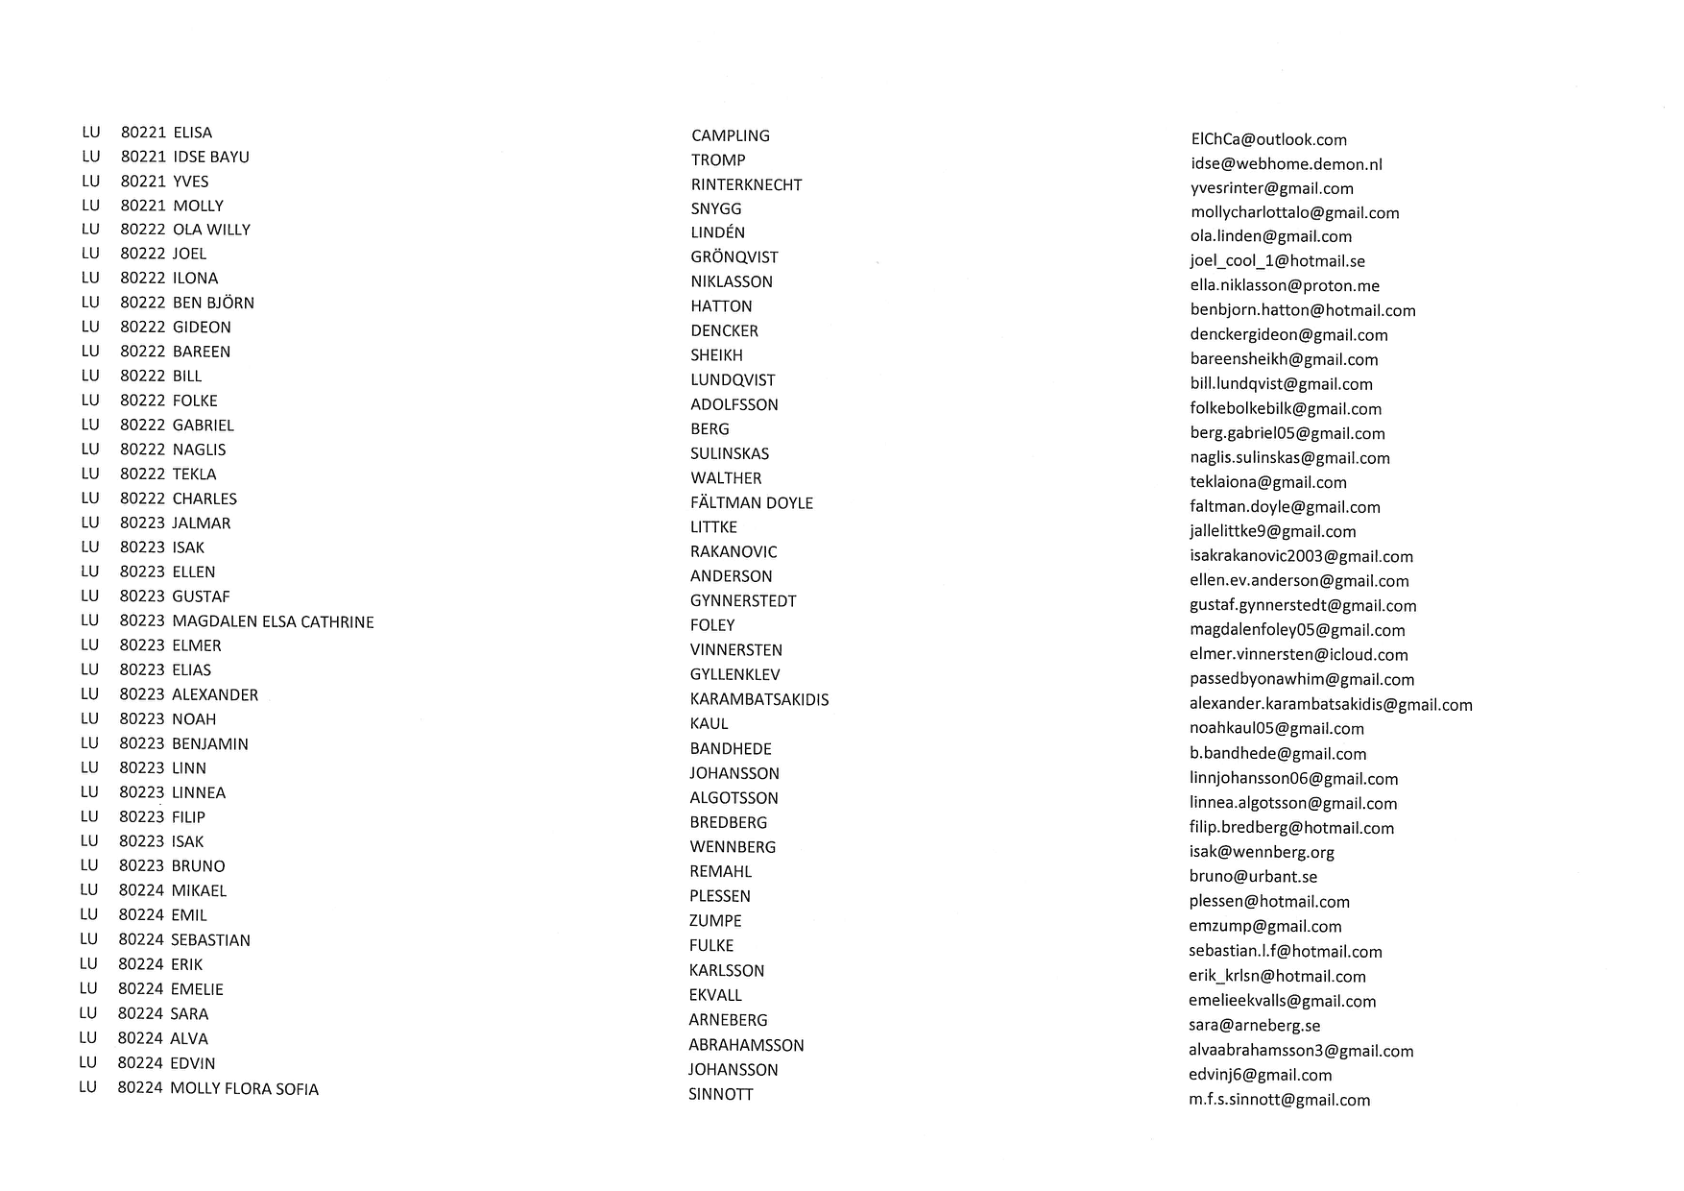 LU 80221 ELISA CAMPLING ElChCa@outlook.com
LU 80221 IDSE BAYU TROMP idse@webhome.demon.nl
LU 80221 YVES RINTERKNECHT yvesrinter@gmail.com
LU 80221 MOLLY SNYGG mollycharlottalo@gmail.com
LU 80222 OLA WILLY LINDÉN ola.linden@gmail.com
LU 80222 JOEL GRÖNQVIST joel_cool_1@hotmail.se
LU 80222 ILONA NIKLASSON ella.niklasson@proton.me
LU 80222 BEN BJÖRN HATTON benbjorn.hatton@hotmail.com
LU 80222 GIDEON DENCKER denckergideon@gmail.com
LU 80222 BAREEN SHEIKH bareensheikh@gmail.com
LU 80222 BILL LUNDQVIST bill.lundqvist@gmail.com
LU 80222 FOLKE ADOLFSSON folkebolkebilk@gmail.com
LU 80222 GABRIEL BERG berg.gabriel05@gmail.com
LU 80222 NAGLIS SULINSKAS naglis.sulinskas@gmail.com
LU 80222 TEKLA WALTHER teklaiona@gmail.com
LU 80222 CHARLES FÄLTMAN DOYLE faltman.doyle@gmail.com
LU 80223 JALMAR LITTKE jallelittke9@gmail.com
LU 80223 ISAK RAKANOVIC isakrakanovic2003@gmail.com
LU 80223 ELLEN ANDERSON ellen.ev.anderson@gmail.com
LU 80223 GUSTAF GYNNERSTEDT gustaf.gynnerstedt@gmail.com
LU 80223 MAGDALEN ELSA CATHRINE FOLEY magdalenfoley05@gmail.com
LU 80223 ELMER VINNERSTEN elmer.vinnersten@icloud.com
LU 80223 ELIAS GYLLENKLEV passedbyonawhim@gmail.com
LU 80223 ALEXANDER KARAMBATSAKIDIS alexander.karambatsakidis@gmail.com
LU 80223 NOAH KAUL noahkaul05@gmail.com
LU 80223 BENJAMIN BANDHEDE b.bandhede@gmail.com
LU 80223 LINN JOHANSSON linnjohansson06@gmail.com
LU 80223 LINNEA ALGOTSSON linnea.algotsson@gmail.com
LU 80223 FILIP BREDBERG filip.bredberg@hotmail.com
LU 80223 ISAK WENNBERG isak@wennberg.org
LU 80223 BRUNO REMAHL bruno@urbant.se
LU 80224 MIKAEL PLESSEN plessen@hotmail.com
LU 80224 EMIL ZUMPE emzump@gmail.com
LU 80224 SEBASTIAN FULKE sebastian.l.f@hotmail.com
LU 80224 ERIK KARLSSON erik_krlsn@hotmail.com
LU 80224 EMELIE EKVALL emelieekvalls@gmail.com
LU 80224 SARA ARNEBERG sara@arneberg.se
LU 80224 ALVA ABRAHAMSSON alvaabrahamsson3@gmail.com
LU 80224 EDVIN JOHANSSON edvinj6@gmail.com
LU 80224 MOLLY FLORA SOFIA SINNOTT m.f.s.sinnott@gmail.com